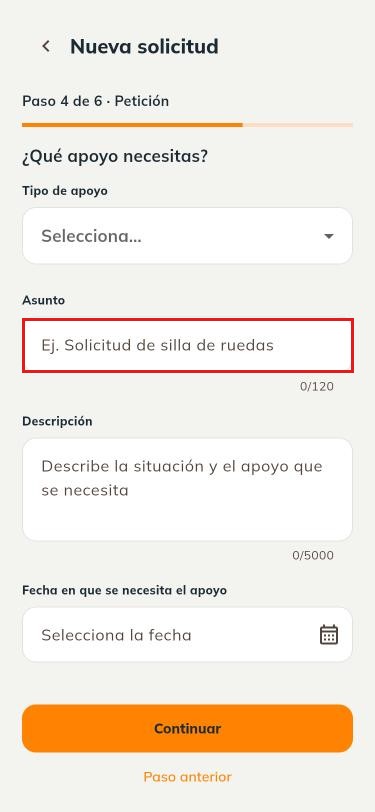 Nueva solicitud
Paso 4 de 6 · Petición
¿Qué apoyo necesitas?
Tipo de apoyo
Selecciona...
Asunto
Ej. Solicitud de silla de ruedas
0/120
Descripción
Describe la situación y el apoyo que
se necesita
0/5000
Fecha en que se necesita el apoyo
Selecciona la fecha
Continuar
Paso anterior